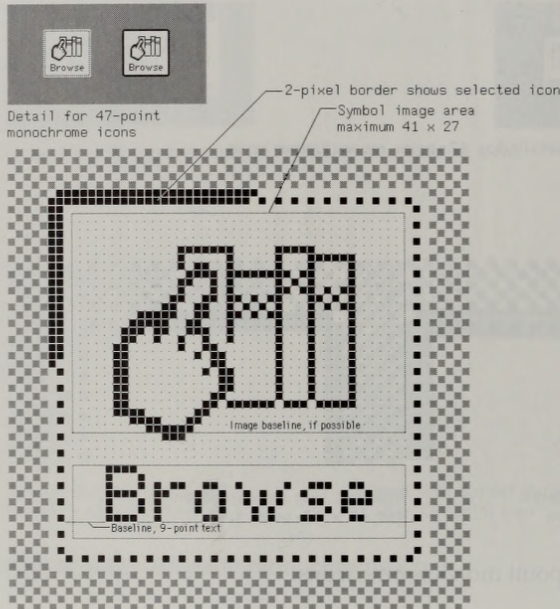 Browse
Browse
2-pixel border shows selected icon
Detail for 47-point
monochrome icons
Symbol image area
maximum 41 x 27
Image baseline, if possible
Browse
Baseline, 9-point text